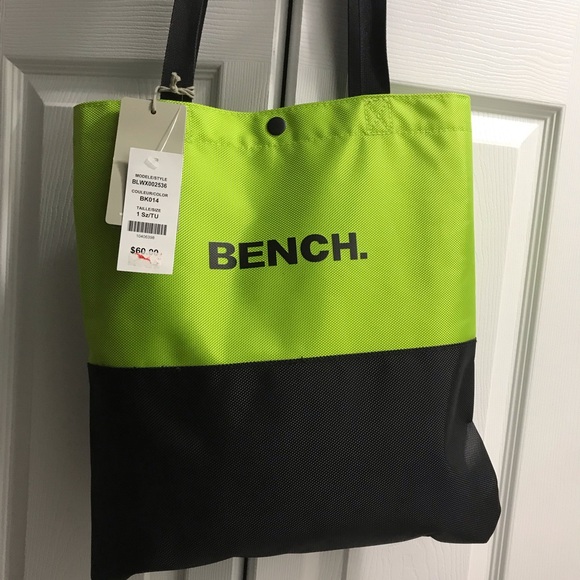 MODELE/STYLE
BLWX002536
COULEUR/COLOR
BK014
TAILLE/SIZE
1 Sz/TU
BENCH.